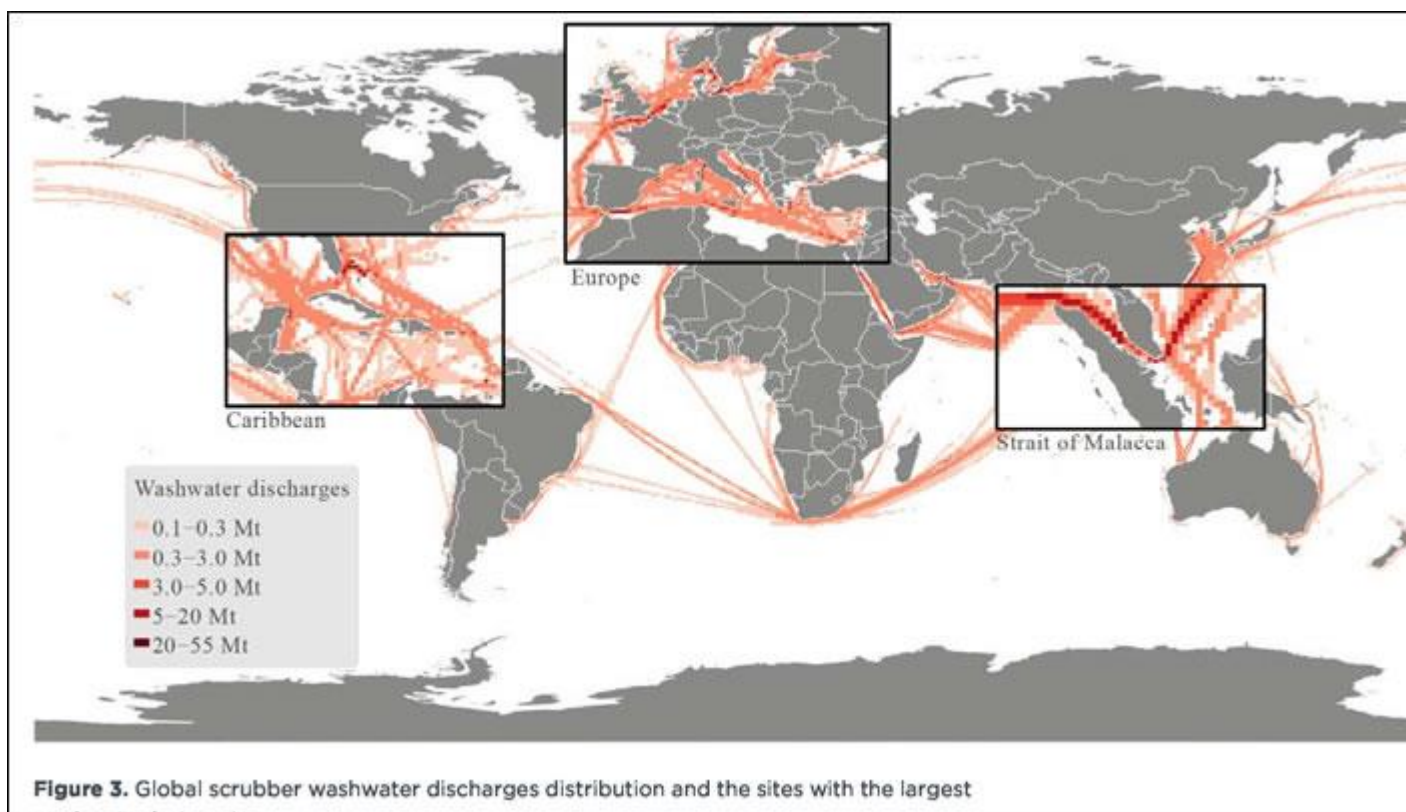 Europe
Caribbean
Strait of Malacca
Washwater discharges
0.1–0.3 Mt
0.3–3.0 Mt
3.0–5.0 Mt
5–20 Mt
20–55 Mt
Figure 3. Global scrubber washwater discharges distribution and the sites with the largest